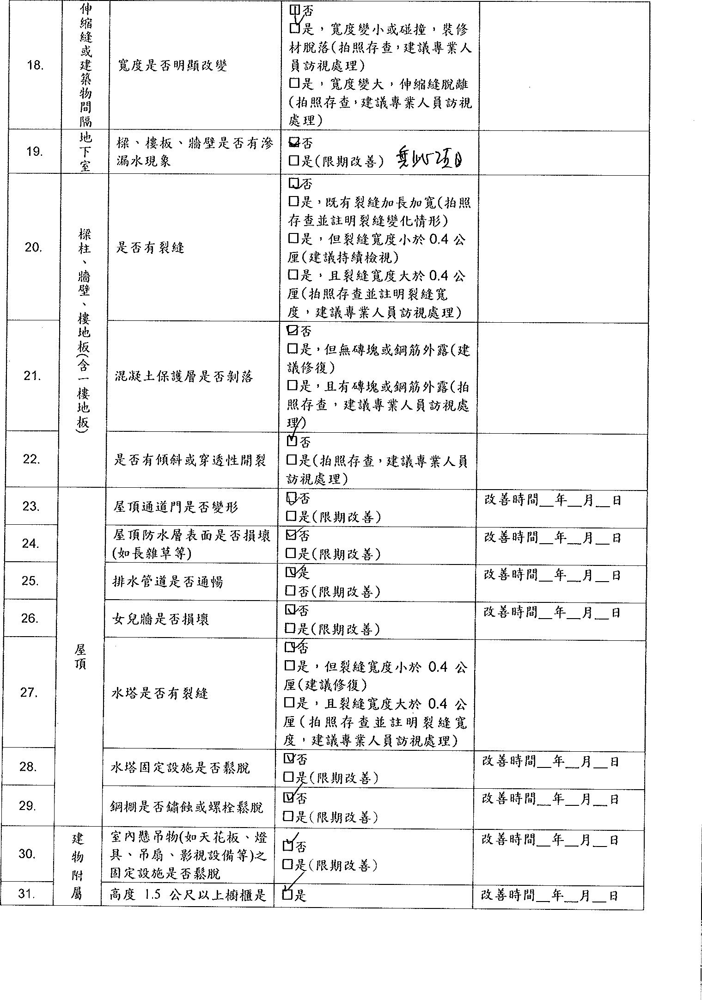 18.
伸縮縫或建築物間隔
寬度是否明顯改變
☑否
□是，寬度變小或碰撞，裝修
材脫落(拍照存查，建議專業人
員訪視處理)
□是，寬度變大，伸縮縫脫離
(拍照存查，建議專業人員訪視
處理)
19.
地下室
樑、樓板、牆壁是否有滲
漏水現象
☑否
□是(限期改善) 無此項目
20.
樑柱、牆壁、樓地板(含一樓地板)
是否有裂縫
☑否
□是，既有裂縫加長加寬(拍照
存查並註明裂縫變化情形)
□是，但裂縫寬度小於 0.4 公
厘(建議持續檢視)
□是，且裂縫寬度大於 0.4 公
厘(拍照存查並註明裂縫寬
度，建議專業人員訪視處理)
21.
混凝土保護層是否剝落
☑否
□是，但無磚塊或鋼筋外露(建
議修復)
□是，且有磚塊或鋼筋外露(拍
照存查，建議專業人員訪視處
理)
22.
是否有傾斜或穿透性開裂
☑否
□是(拍照存查，建議專業人員
訪視處理)
23.
屋頂
屋頂通道門是否變形
☑否
□是(限期改善)
改善時間__年__月__日
24.
屋頂防水層表面是否損壞
(如長雜草等)
☑否
□是(限期改善)
改善時間__年__月__日
25.
排水管道是否通暢
☑是
□否(限期改善)
改善時間__年__月__日
26.
女兒牆是否損壞
☑否
□是(限期改善)
改善時間__年__月__日
27.
水塔是否有裂縫
☑否
□是，但裂縫寬度小於 0.4 公
厘(建議修復)
□是，且裂縫寬度大於 0.4 公
厘(拍照存查並註明裂縫寬
度，建議專業人員訪視處理)
28.
水塔固定設施是否鬆脫
☑否
□是(限期改善)
改善時間__年__月__日
29.
鋼棚是否鏽蝕或螺栓鬆脫
☑否
□是(限期改善)
改善時間__年__月__日
30.
建物附屬
室內懸吊物(如天花板、燈
具、吊扇、影視設備等)之
固定設施是否鬆脫
☑否
□是(限期改善)
改善時間__年__月__日
31.
高度 1.5 公尺以上櫥櫃是
☑是
改善時間__年__月__日